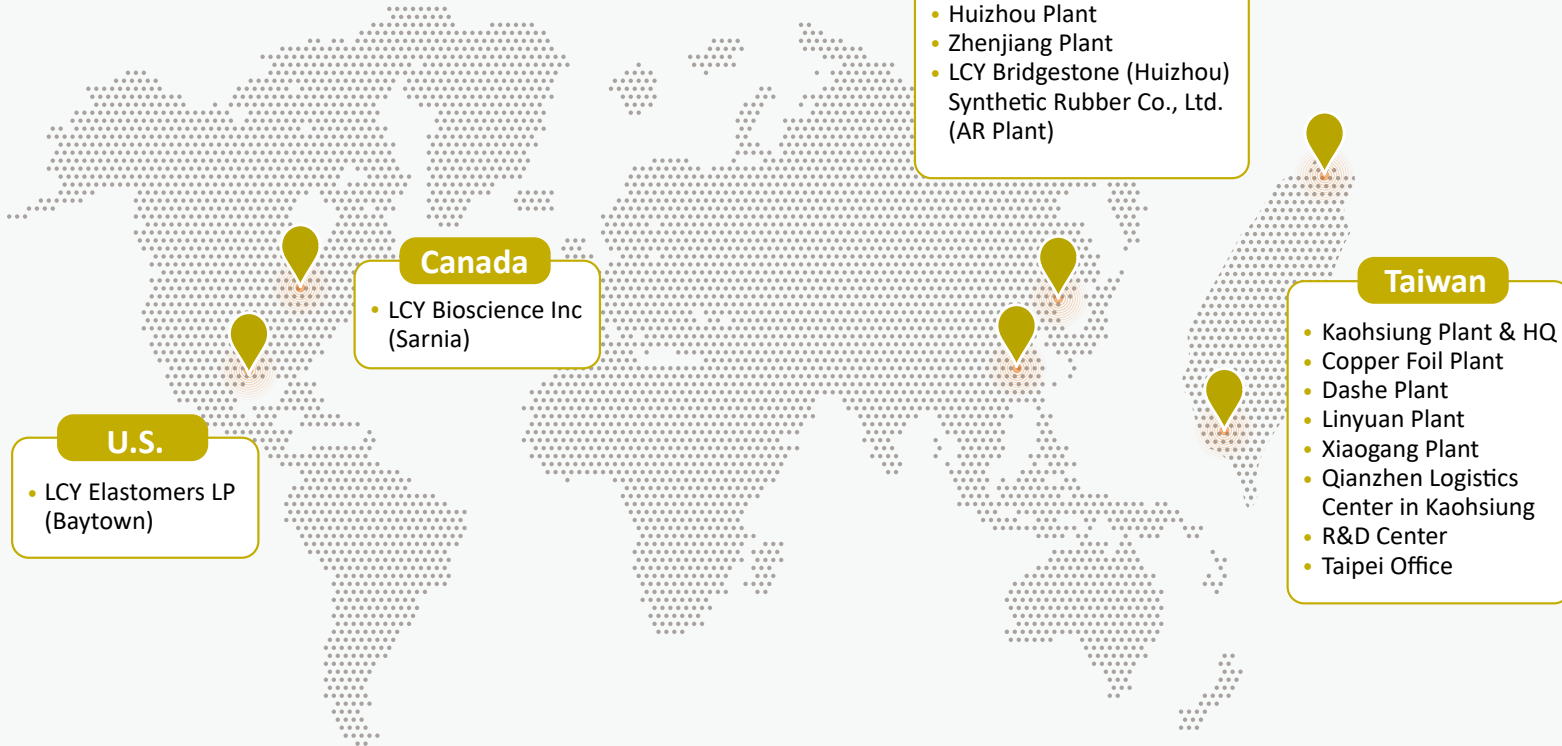 Huizhou Plant
Zhenjiang Plant
LCY Bridgestone (Huizhou)
Synthetic Rubber Co., Ltd.
(AR Plant)
Canada
LCY Bioscience Inc
(Sarnia)
U.S.
LCY Elastomers LP
(Baytown)
Taiwan
Kaohsiung Plant & HQ
Copper Foil Plant
Dashe Plant
Linyuan Plant
Xiaogang Plant
Qianzhen Logistics
Center in Kaohsiung
R&D Center
Taipei Office